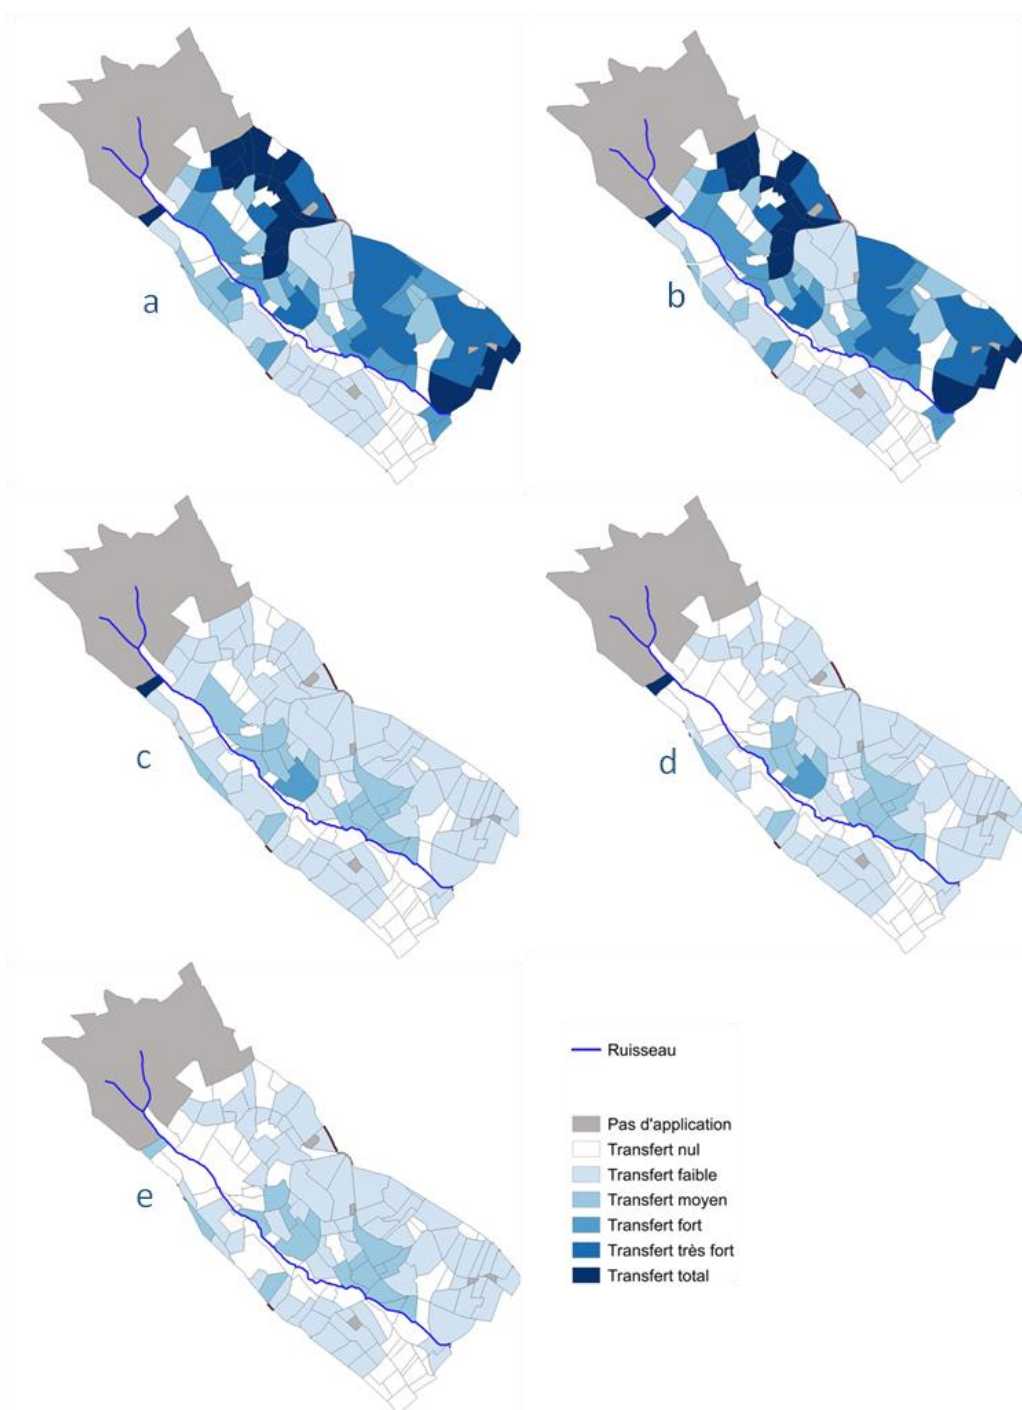 a
b
c
d
e
Ruisseau
Pas d'application
Transfert nul
Transfert faible
Transfert moyen
Transfert fort
Transfert très fort
Transfert total